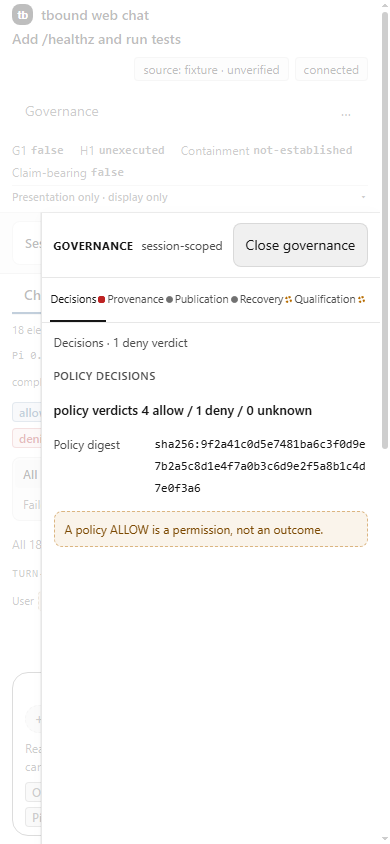 tb tbound web chat
Add /healthz and run tests
source: fixture · unverified connected
Governance ...
G1 false H1 unexecuted Containment not-established
Claim-bearing false
Presentation only · display only
GOVERNANCE session-scoped Close governance
Decisions Provenance Publication Recovery Qualification
Decisions · 1 deny verdict
POLICY DECISIONS
policy verdicts 4 allow / 1 deny / 0 unknown
Policy digest sha256:9f2a41c0d5e7481ba6c3f0d9e
7b2a5c8d1e4f7a0b3c6d9e2f5a8b1c4d
7e0f3a6
A policy ALLOW is a permission, not an outcome.
Ses
Ch
18 ele
Pi 0.
compl
allow
deni
All
Fail
All 18
TURN
User
+
Rea
car
O
Pi